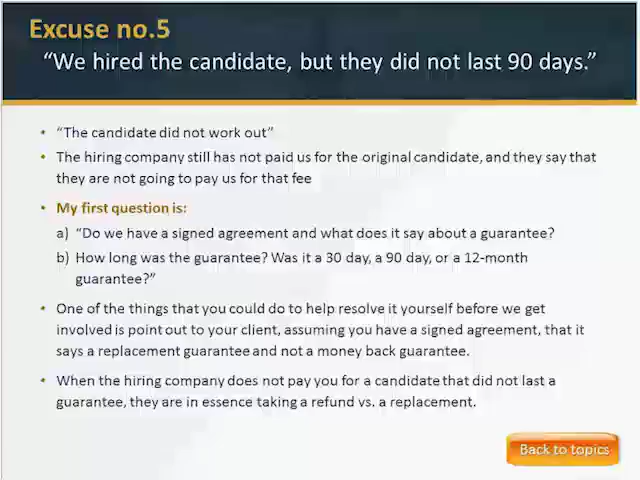 Excuse no.5
“We hired the candidate, but they did not last 90 days.”
• “The candidate did not work out”
• The hiring company still has not paid us for the original candidate, and they say that
they are not going to pay us for that fee
• My first question is:
a) “Do we have a signed agreement and what does it say about a guarantee?
b) How long was the guarantee? Was it a 30 day, a 90 day, or a 12-month
guarantee?”
• One of the things that you could do to help resolve it yourself before we get
involved is point out to your client, assuming you have a signed agreement, that it
says a replacement guarantee and not a money back guarantee.
• When the hiring company does not pay you for a candidate that did not last a
guarantee, they are in essence taking a refund vs. a replacement.
Back to topics